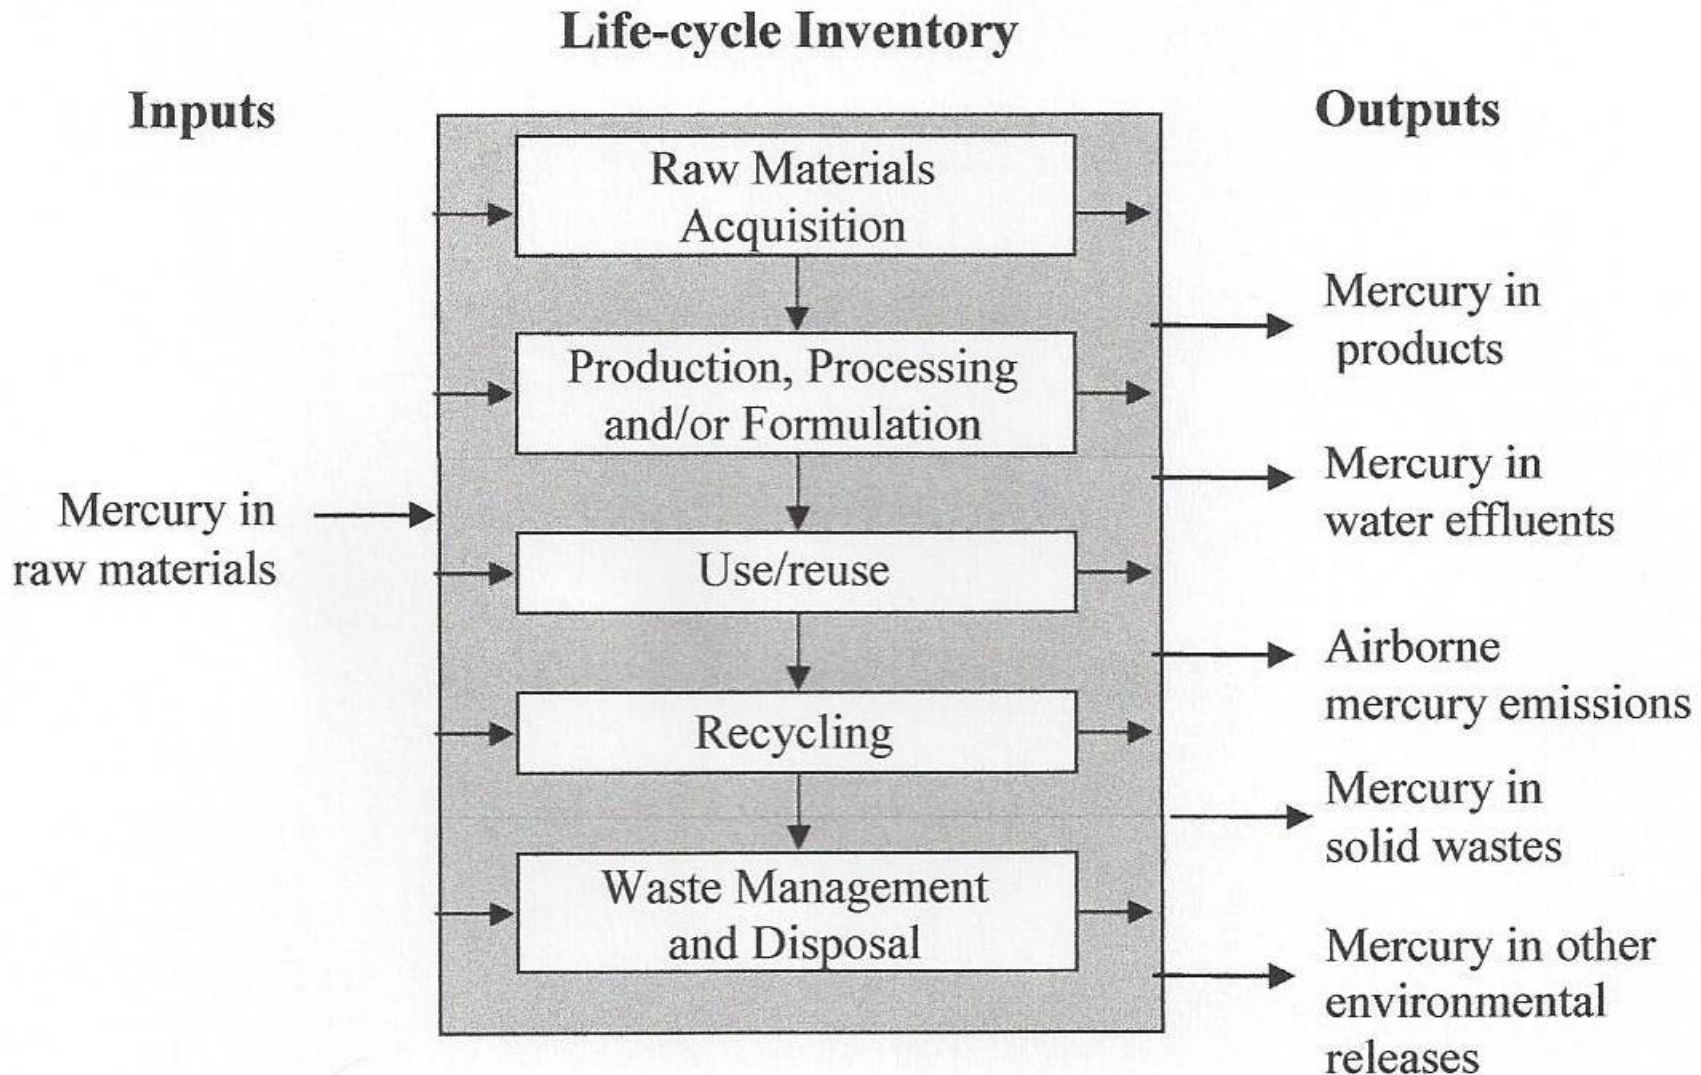 Life-cycle Inventory
Inputs
Outputs
Raw Materials
Acquisition
Production, Processing
and/or Formulation
Use/reuse
Recycling
Waste Management
and Disposal
Mercury in
raw materials
Mercury in
products
Mercury in
water effluents
Airborne
mercury emissions
Mercury in
solid wastes
Mercury in other
environmental
releases